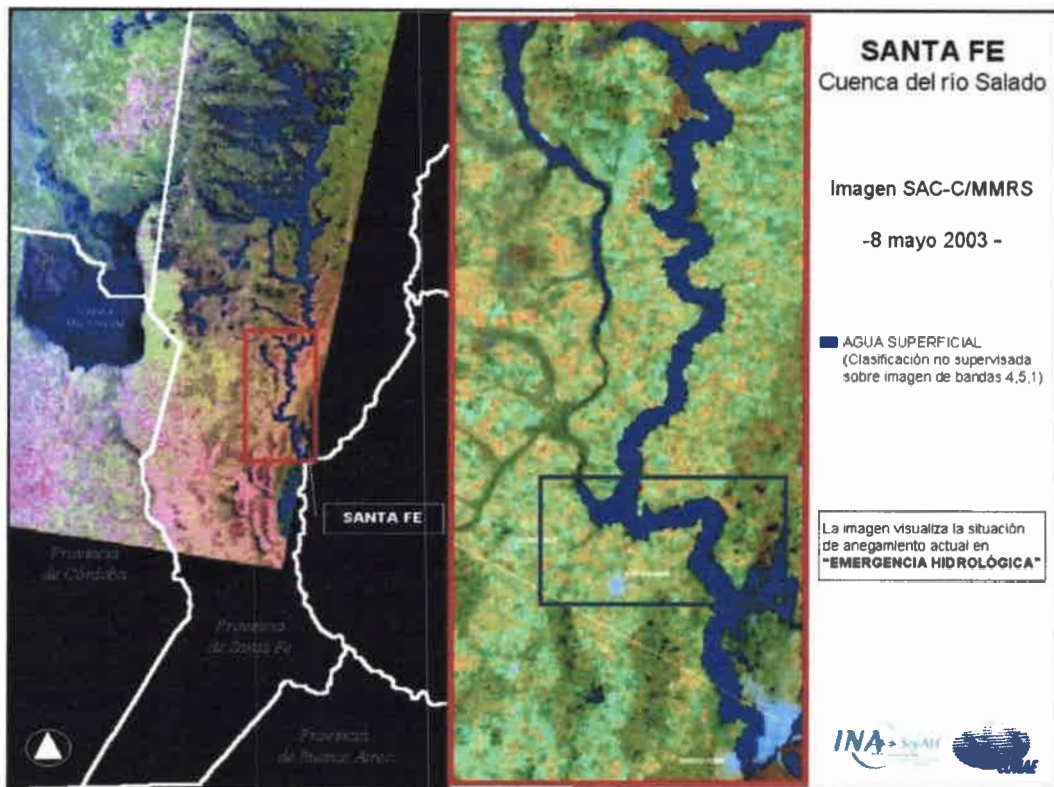 SANTA FE
Cuenca del río Salado
Imagen SAC-C/MMRS
-8 mayo 2003 -
AGUA SUPERFICIAL
(Clasificación no supervisada
sobre imagen de bandas 4,5,1)
La imagen visualiza la situación
de anegamiento actual en
"EMERGENCIA HIDROLÓGICA"
SANTA FE
Provincia
de Córdoba
Provincia
de Santa Fe
Provincia
de Buenos Aires
INA
CONAE